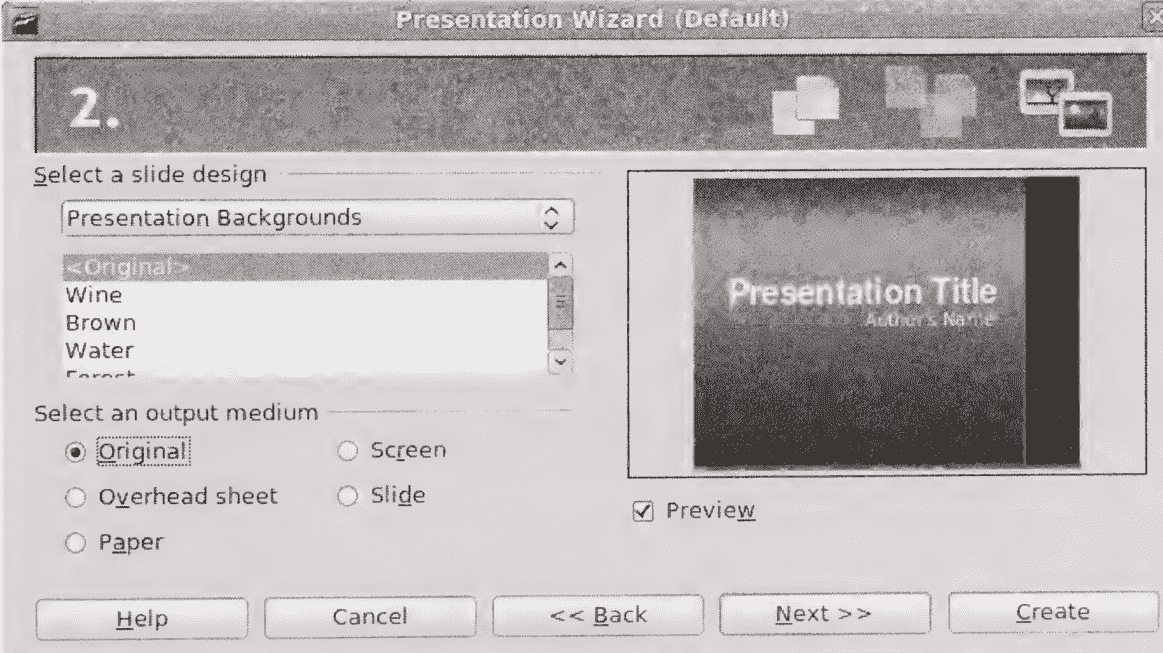 Presentation Wizard (Default)
2.
Select a slide design
Presentation Backgrounds
<Original>
Wine
Brown
Water
Forest
Select an output medium
Original
Screen
Overhead sheet
Slide
Paper
Presentation Title
Author's Name
Preview
Help
Cancel
<< Back
Next >>
Create